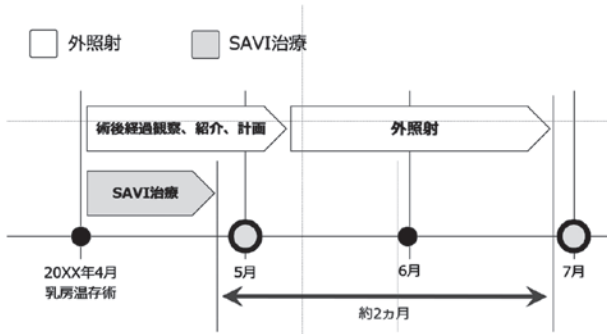 外照射
SAVI治療
術後経過観察、紹介、計画
外照射
SAVI治療
20XX年4月
乳房温存術
5月
6月
7月
約2ヵ月